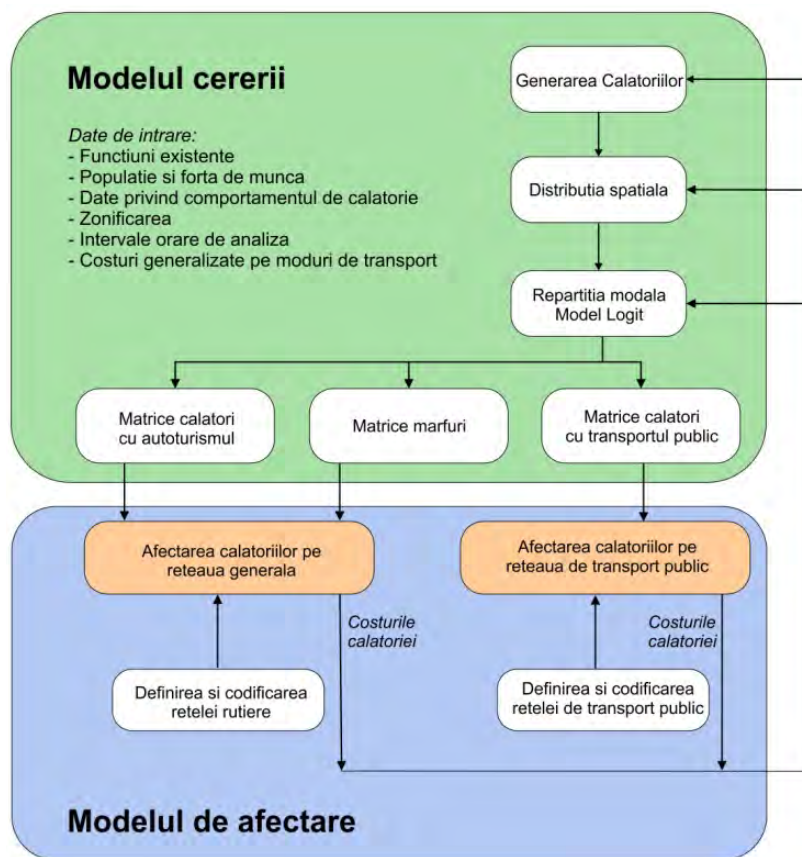 Modelul cererii
Date de intrare:
- Functiuni existente
- Populatie si forta de munca
- Date privind comportamentul de calatorie
- Zonificarea
- Intervale orare de analiza
- Costuri generalizate pe moduri de transport
Generarea Calatoriilor
Distributia spatiala
Repartitia modala
Model Logit
Matrice calatori
cu autoturismul
Matrice marfuri
Matrice calatori
cu transportul public
Afectarea calatoriilor pe
reteaua generala
Afectarea calatoriilor pe
reteaua de transport public
Costurile
calatoriei
Costurile
calatoriei
Definirea si codificarea
retelei rutiere
Definirea si codificarea
retelei de transport public
Modelul de afectare